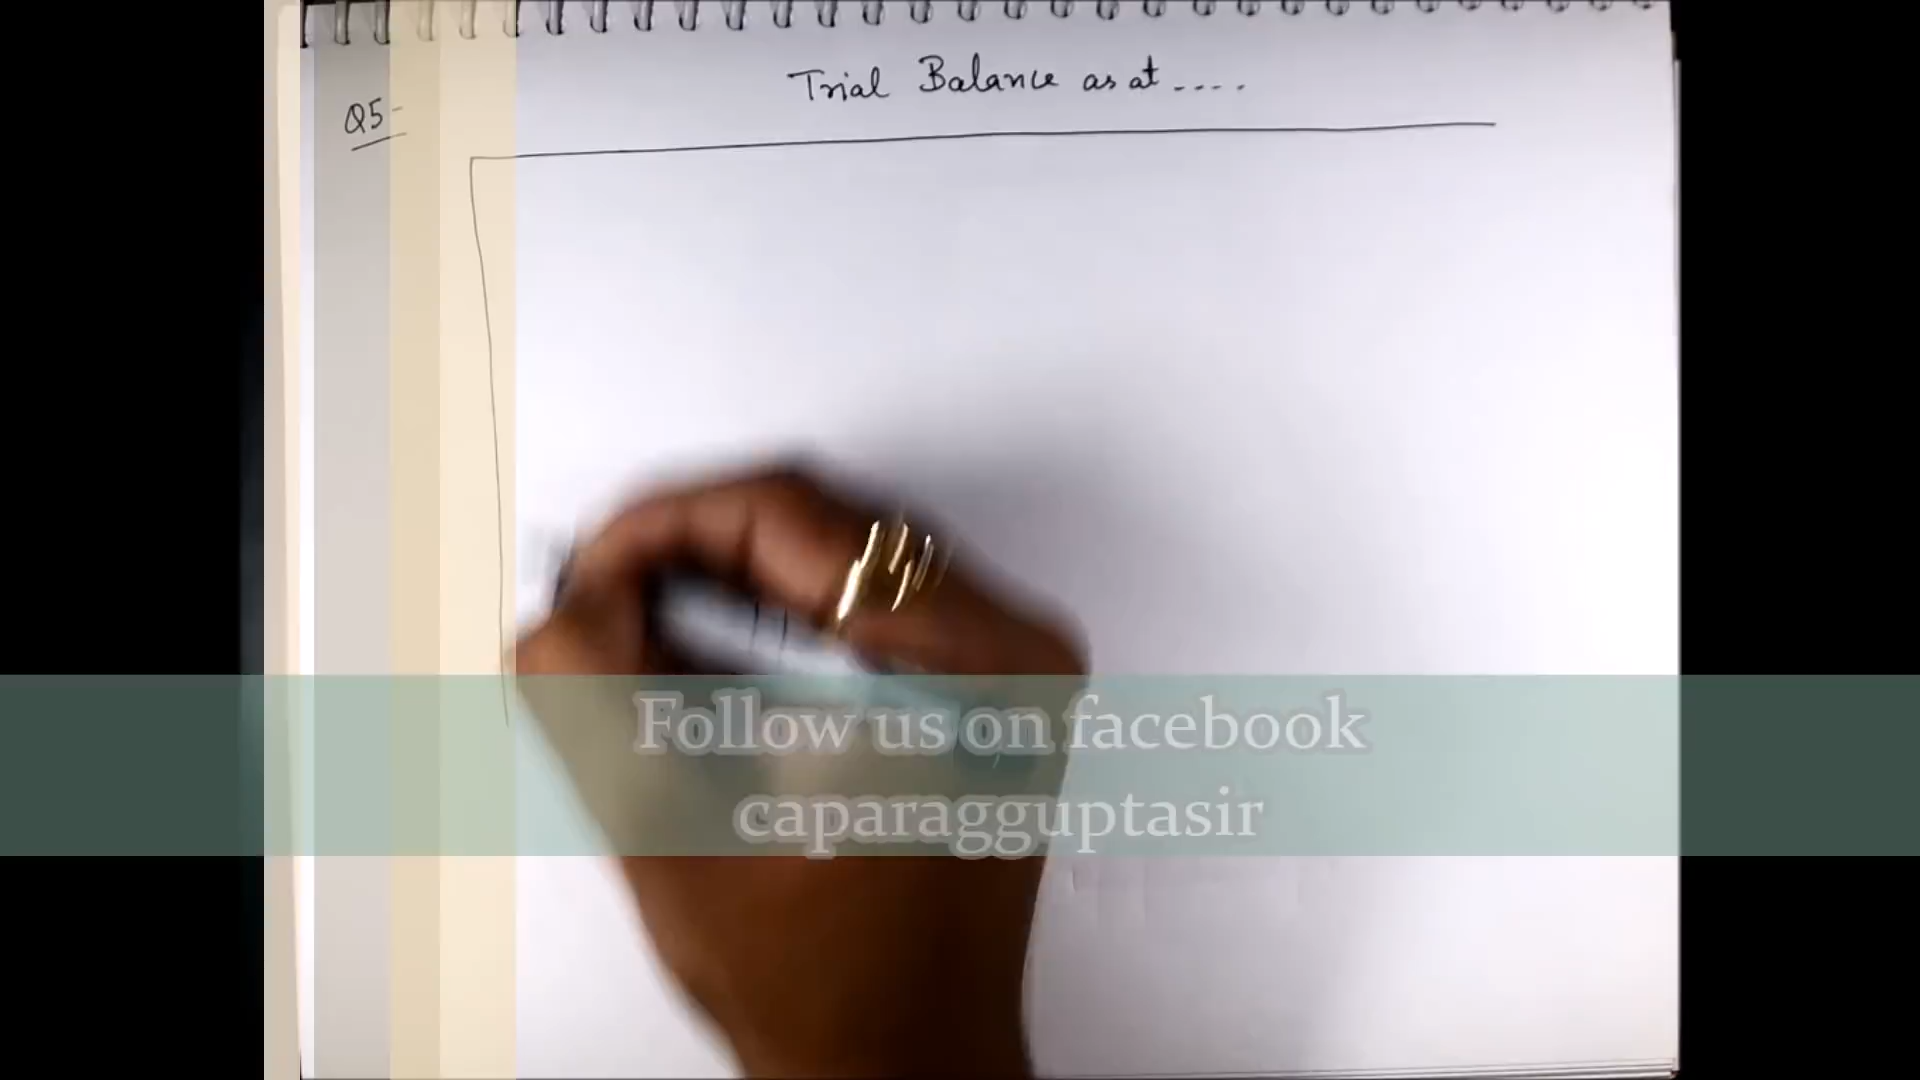 Trial Balance as at ....
Q5-
Follow us on facebook
caparagguptasir